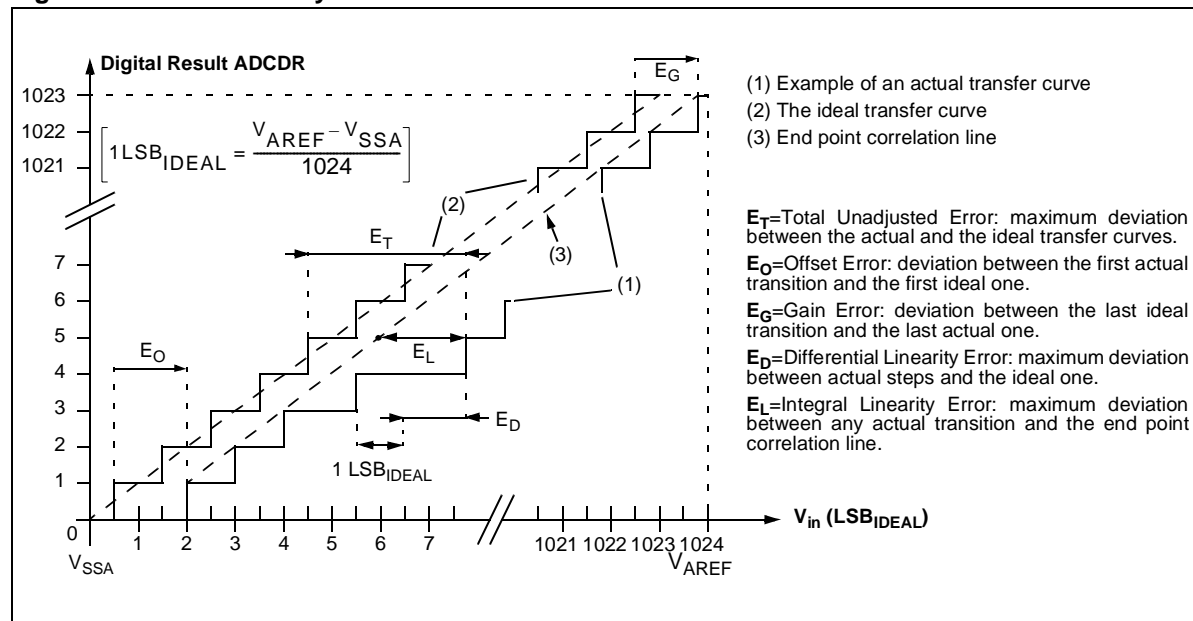 Digital Result ADCDR
E_G
1023
1022
1021
1LSB_IDEAL = V_AREF – V_SSA / 1024
(1) Example of an actual transfer curve
(2) The ideal transfer curve
(3) End point correlation line
(2)
(3)
(1)
E_T
E_T=Total Unadjusted Error: maximum deviation
between the actual and the ideal transfer curves.
E_O=Offset Error: deviation between the first actual
transition and the first ideal one.
E_G=Gain Error: deviation between the last ideal
transition and the last actual one.
E_D=Differential Linearity Error: maximum deviation
between actual steps and the ideal one.
E_L=Integral Linearity Error: maximum deviation
between any actual transition and the end point
correlation line.
7
6
5
4
3
2
1
0
E_O
E_L
E_D
1 LSB_IDEAL
1 2 3 4 5 6 7 1021 1022 1023 1024
V_in (LSB_IDEAL)
V_SSA
V_AREF